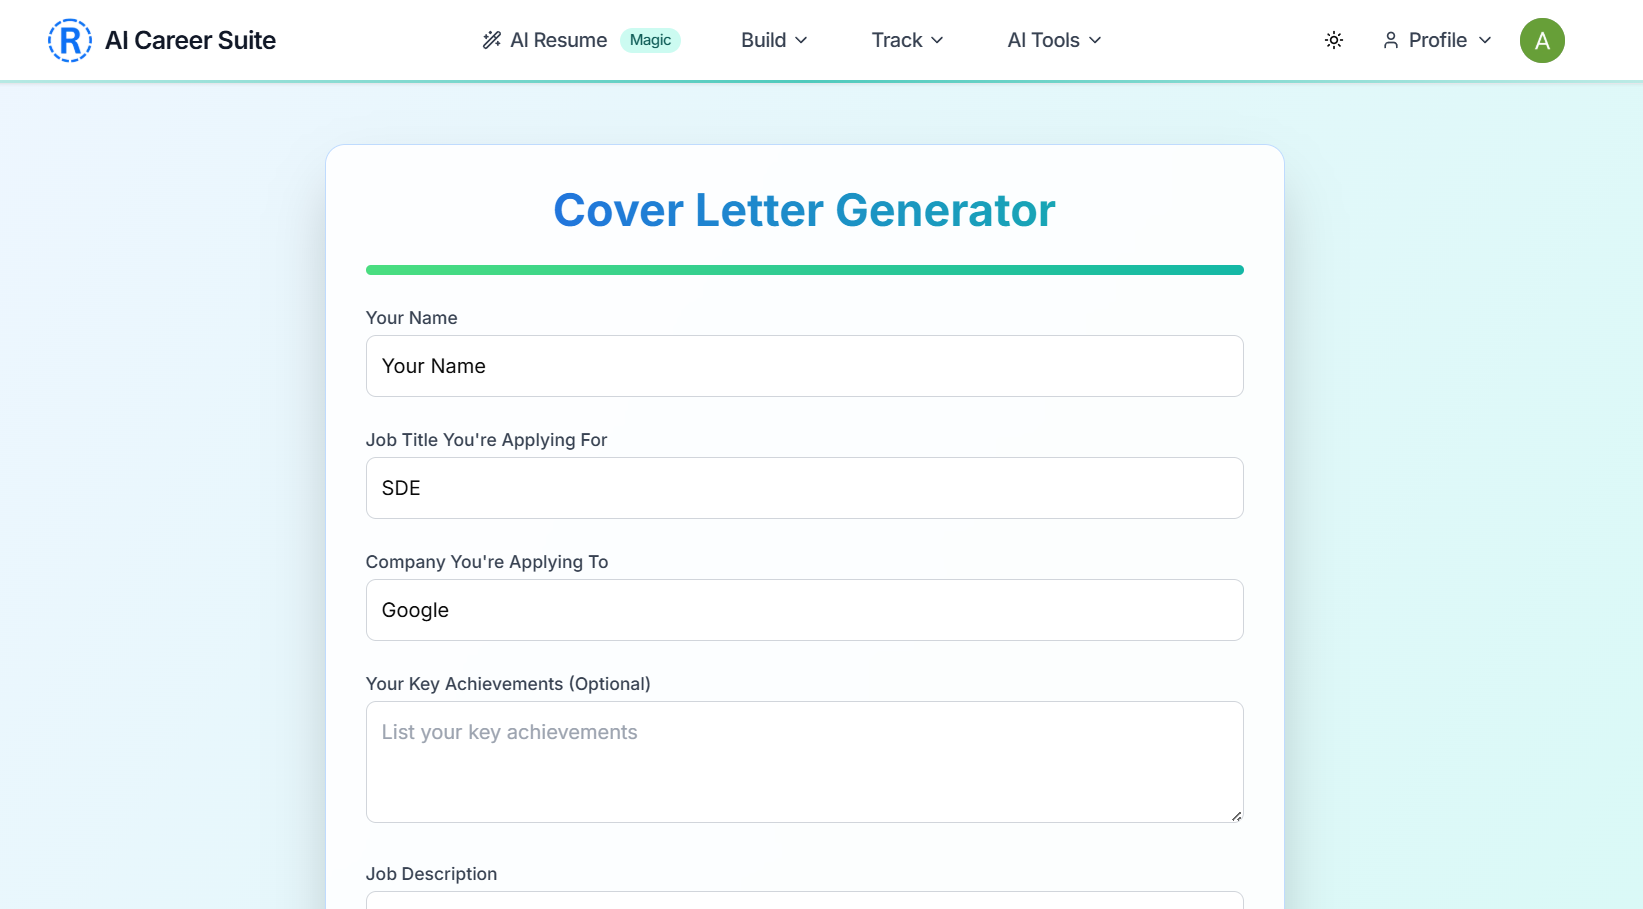 R AI Career Suite AI Resume Magic Build Track AI Tools Profile A
Cover Letter Generator
Your Name
Your Name
Job Title You're Applying For
SDE
Company You're Applying To
Google
Your Key Achievements (Optional)
List your key achievements
Job Description